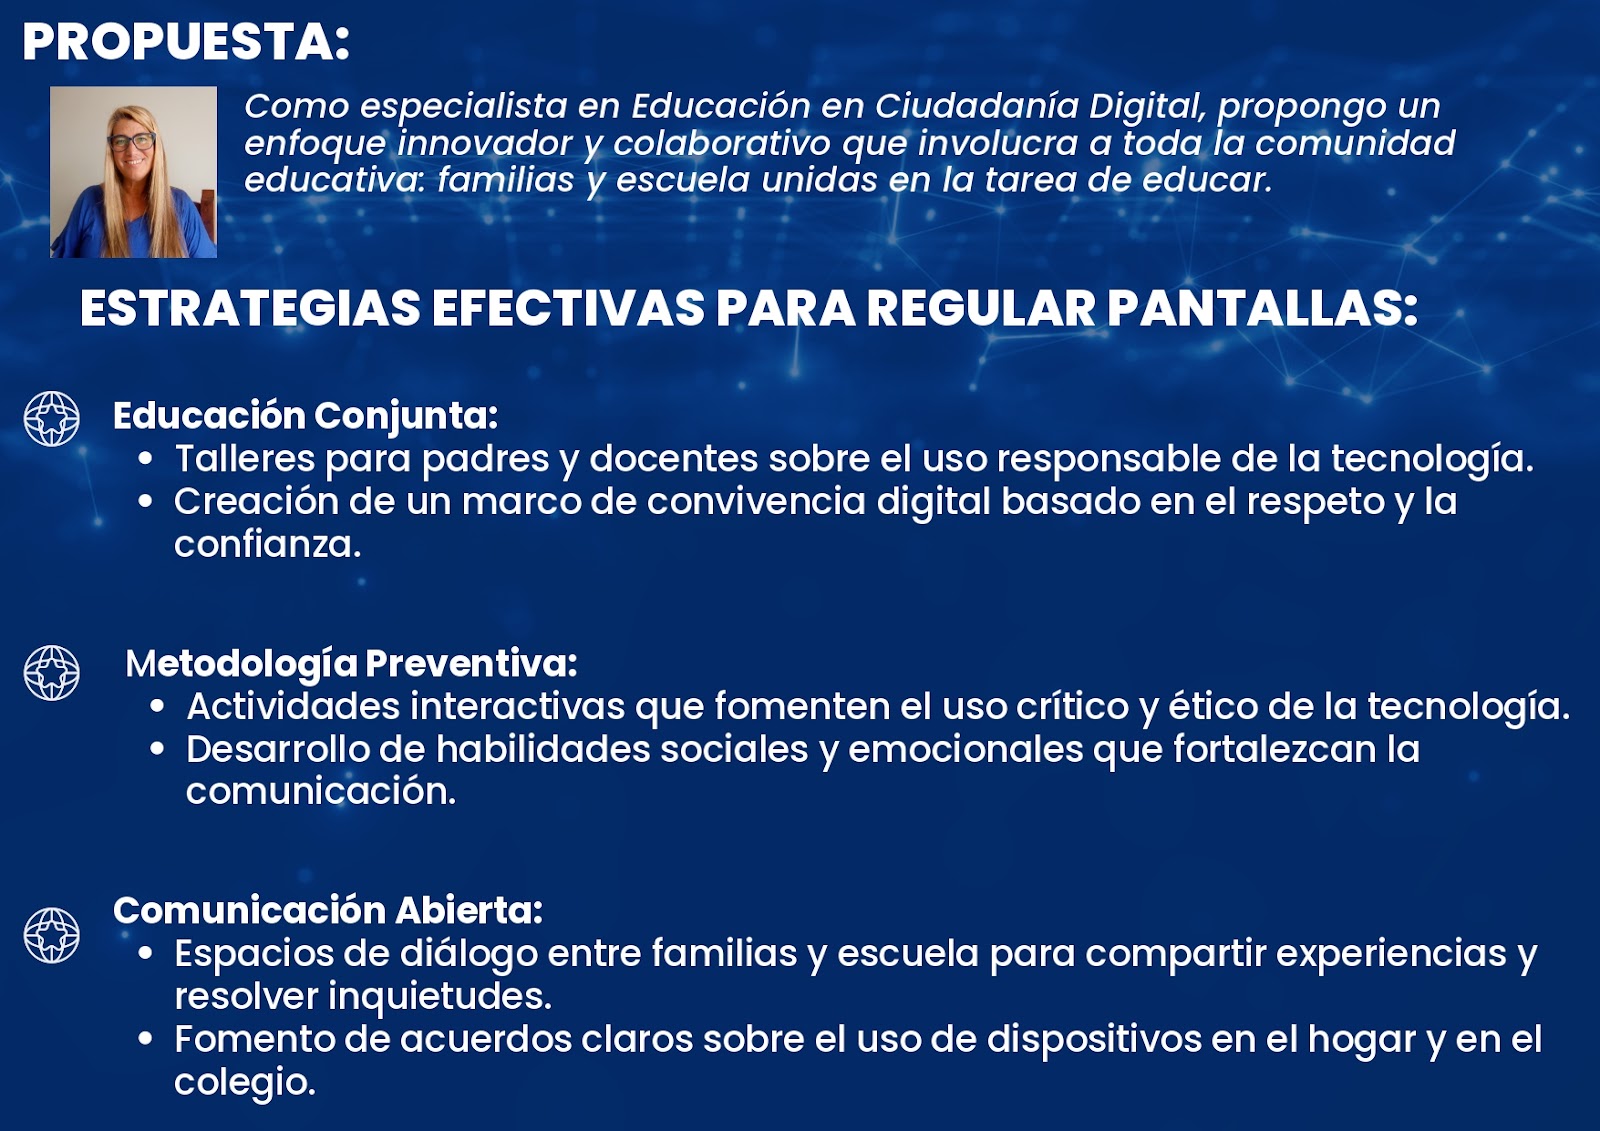 PROPUESTA:
Como especialista en Educación en Ciudadanía Digital, propongo un
enfoque innovador y colaborativo que involucra a toda la comunidad
educativa: familias y escuela unidas en la tarea de educar.
ESTRATEGIAS EFECTIVAS PARA REGULAR PANTALLAS:
Educación Conjunta:
• Talleres para padres y docentes sobre el uso responsable de la tecnología.
• Creación de un marco de convivencia digital basado en el respeto y la
confianza.
Metodología Preventiva:
• Actividades interactivas que fomenten el uso crítico y ético de la tecnología.
• Desarrollo de habilidades sociales y emocionales que fortalezcan la
comunicación.
Comunicación Abierta:
• Espacios de diálogo entre familias y escuela para compartir experiencias y
resolver inquietudes.
• Fomento de acuerdos claros sobre el uso de dispositivos en el hogar y en el
colegio.